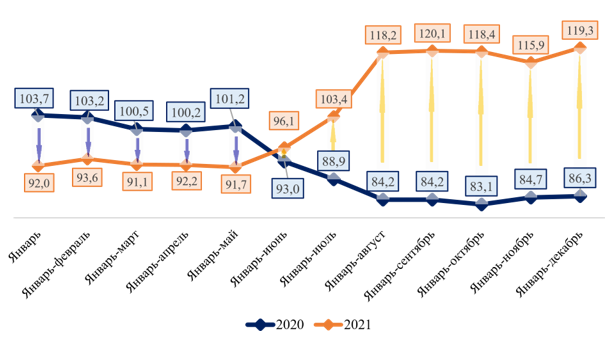 118,2 120,1 118,4 115,9 119,3
103,7 103,2 100,5 100,2 101,2 96,1 103,4
92,0 93,6 91,1 92,2 91,7 93,0 88,9 84,2 84,2 83,1 84,7 86,3
Январь
Январь-февраль
Январь-март
Январь-апрель
Январь-май
Январь-июнь
Январь-июль
Январь-август
Январь-сентябрь
Январь-октябрь
Январь-ноябрь
Январь-декабрь
2020 2021